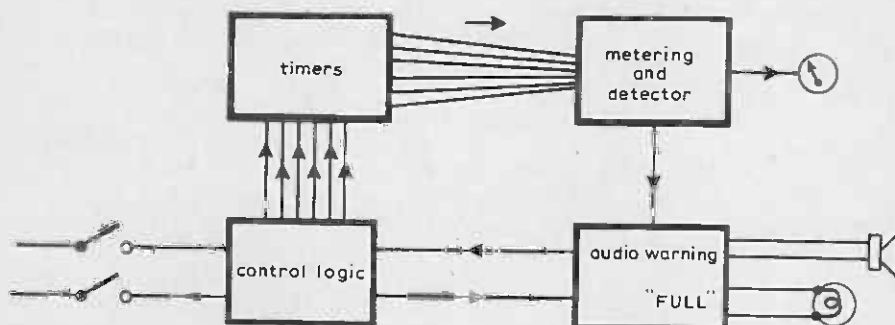 timers
metering
and
detector
control logic
audio warning
"FULL"